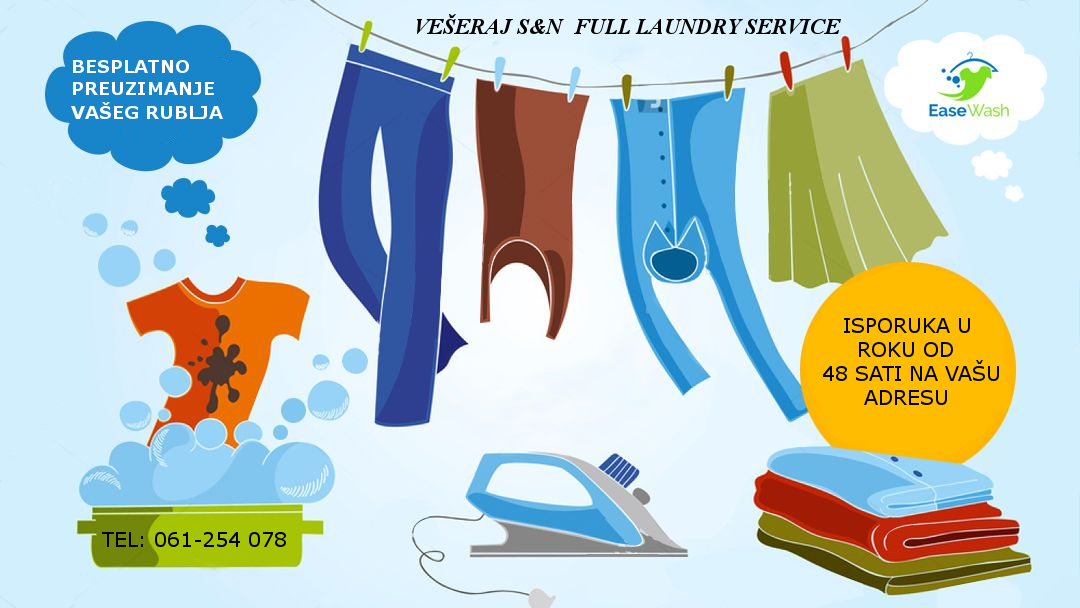 VEŠERAJ S&N FULL LAUNDRY SERVICE
BESPLATNO
PREUZIMANJE
VAŠEG RUBLJA
EaseWash
ISPORUKA U
ROKU OD
48 SATI NA VAŠU
ADRESU
TEL: 061-254 078